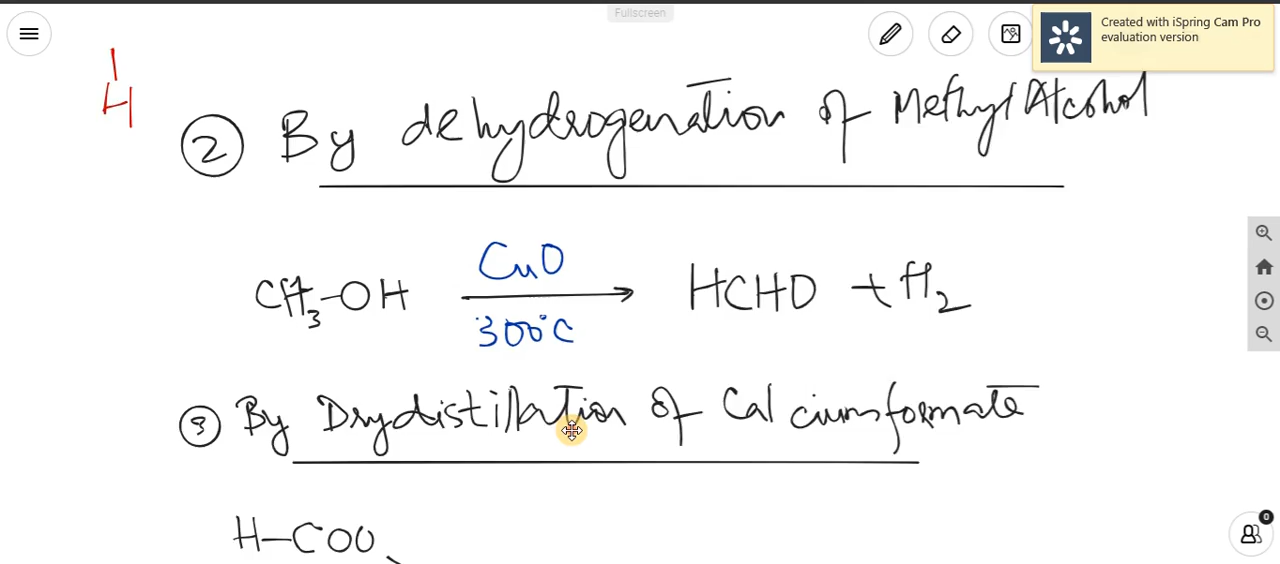 Fullscreen
Created with iSpring Cam Pro
evaluation version
H
② By dehydrogenation of Methyl Alcohol
CuO
CH₃-OH → HCHO + H₂
300°C
③ By Drydistillation of Calciumformate
H-COO
0